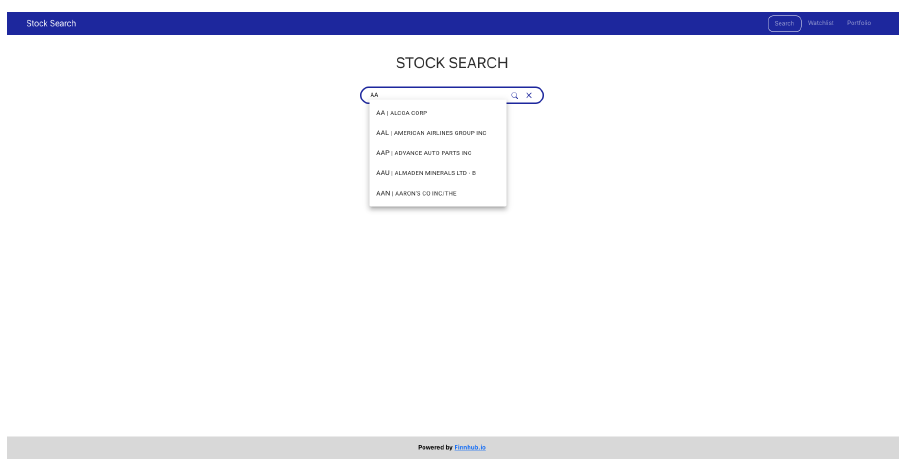 Stock Search
Search Watchlist Portfolio
STOCK SEARCH
AA
AA | ALCOA CORP
AAL | AMERICAN AIRLINES GROUP INC
AAP | ADVANCE AUTO PARTS INC
AAU | ALMADEN MINERALS LTD - B
AAN | AARON'S CO INC/THE
Powered by Finnhub.io